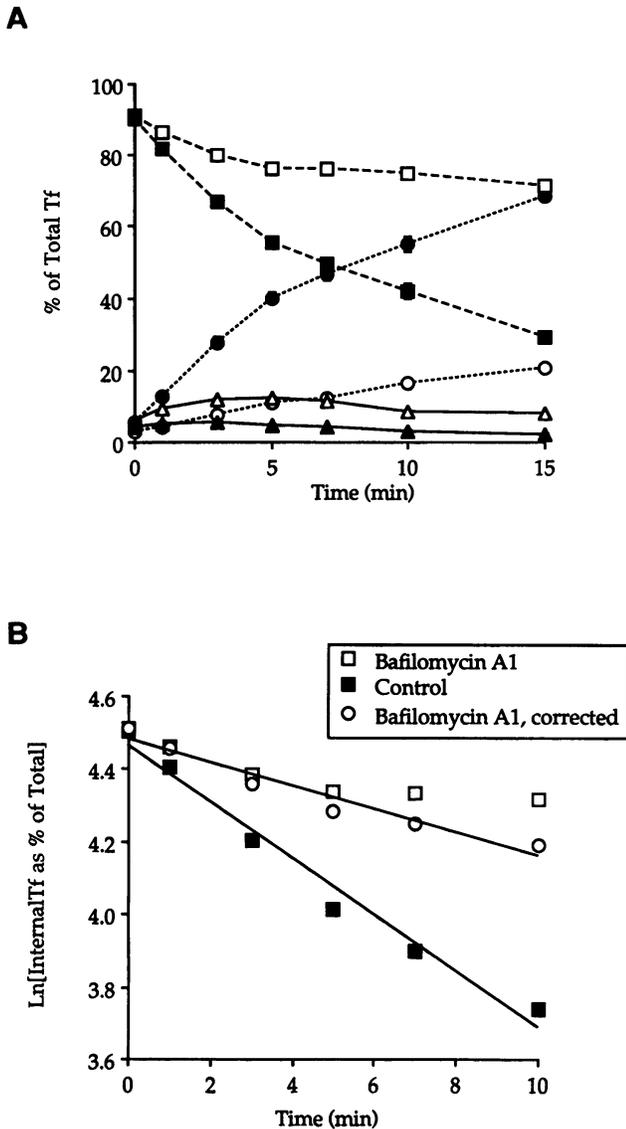 A
100
80
60
40
20
0
% of Total Tf
0 5 10 15
Time (min)
B
Bafilomycin A1
Control
Bafilomycin A1, corrected
4.6
4.4
4.2
4.0
3.8
3.6
Ln[InternalTf as % of Total]
0 2 4 6 8 10
Time (min)